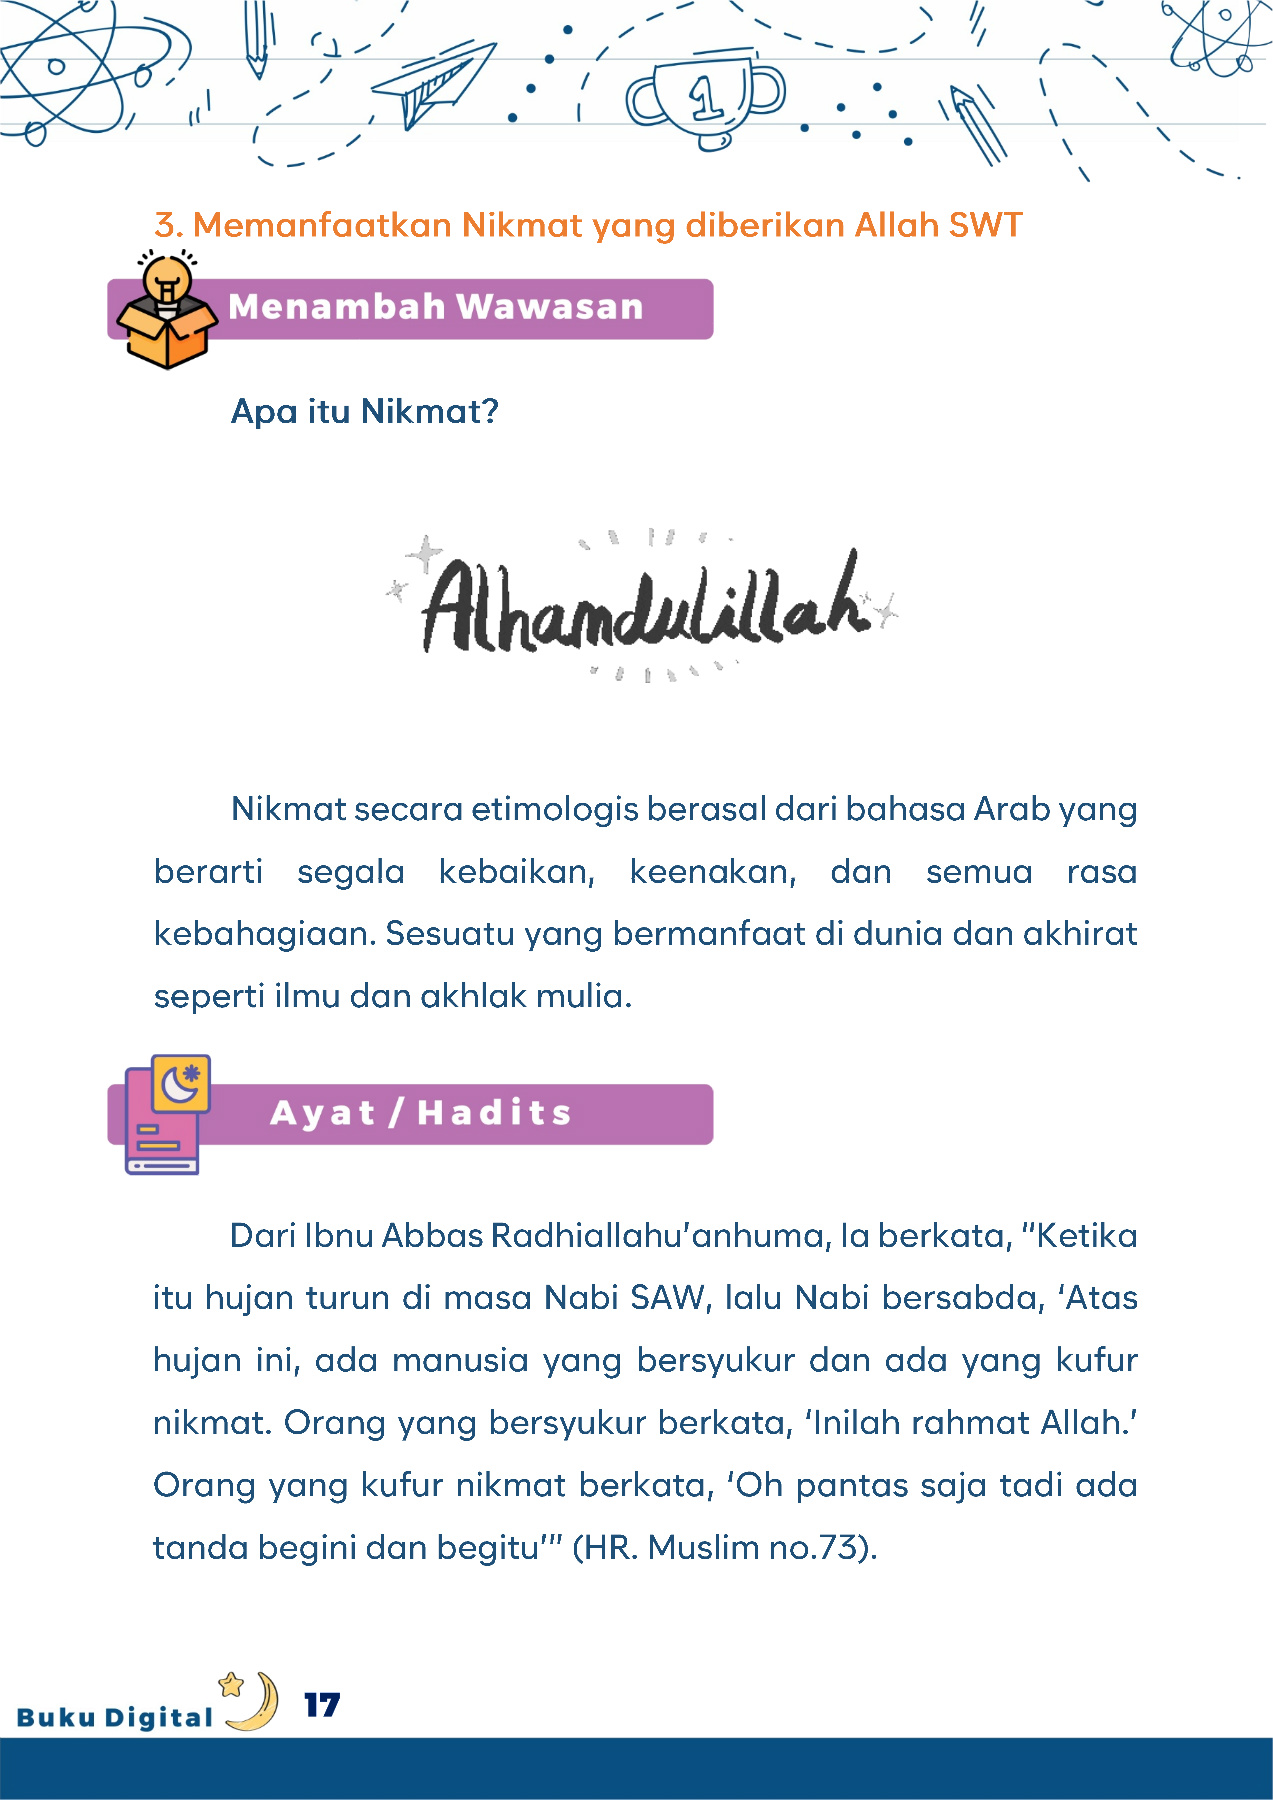 1
3. Memanfaatkan Nikmat yang diberikan Allah SWT
Menambah Wawasan
Apa itu Nikmat?
Alhamdulillah
Nikmat secara etimologis berasal dari bahasa Arab yang
berarti segala kebaikan, keenakan, dan semua rasa
kebahagiaan. Sesuatu yang bermanfaat di dunia dan akhirat
seperti ilmu dan akhlak mulia.
Ayat / Hadits
Dari Ibnu Abbas Radhiallahu’anhuma, Ia berkata, "Ketika
itu hujan turun di masa Nabi SAW, lalu Nabi bersabda, ‘Atas
hujan ini, ada manusia yang bersyukur dan ada yang kufur
nikmat. Orang yang bersyukur berkata, ‘Inilah rahmat Allah.’
Orang yang kufur nikmat berkata, ‘Oh pantas saja tadi ada
tanda begini dan begitu’" (HR. Muslim no.73).
Buku Digital 17